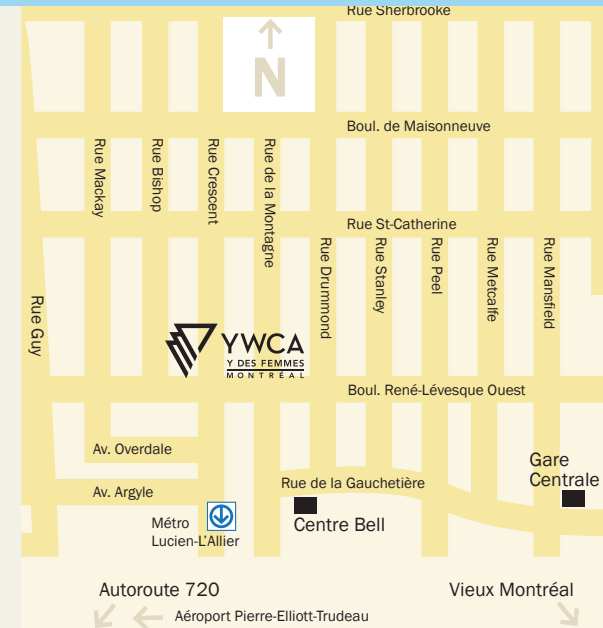 Rue Sherbrooke
N
Boul. de Maisonneuve
Rue Mackay
Rue Bishop
Rue Crescent
Rue de la Montagne
Rue St-Catherine
Rue Drummond
Rue Stanley
Rue Peel
Rue Metcalfe
Rue Mansfield
Rue Guy
YWCA
Y DES FEMMES
MONTRÉAL
Boul. René-Lévesque Ouest
Av. Overdale
Gare
Centrale
Rue de la Gauchetière
Av. Argyle
Métro
Lucien-L'Allier
Centre Bell
Autoroute 720
Vieux Montréal
Aéroport Pierre-Elliott-Trudeau